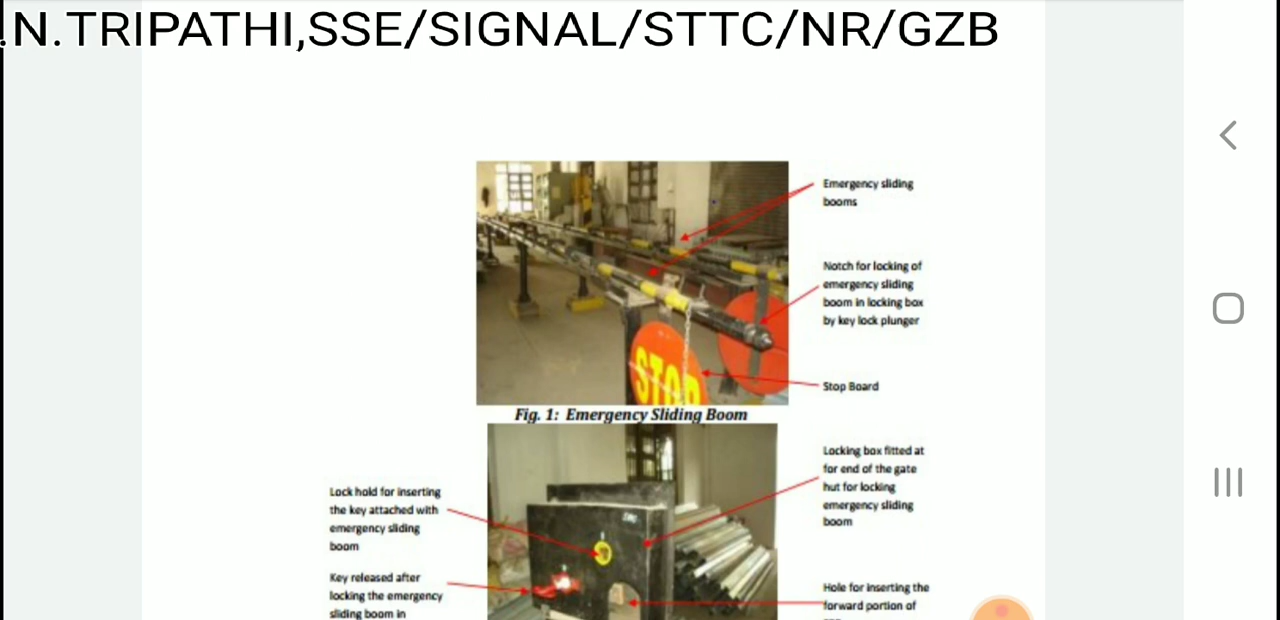 .N.TRIPATHI,SSE/SIGNAL/STTC/NR/GZB
Emergency sliding
booms
Notch for locking of
emergency sliding
boom in locking box
by key lock plunger
STOP
Stop Board
Fig. 1: Emergency Sliding Boom
Locking box fitted at
for end of the gate
hut for locking
emergency sliding
boom
Lock hold for inserting
the key attached with
emergency sliding
boom
Key released after
locking the emergency
sliding boom in
Hole for inserting the
forward portion of